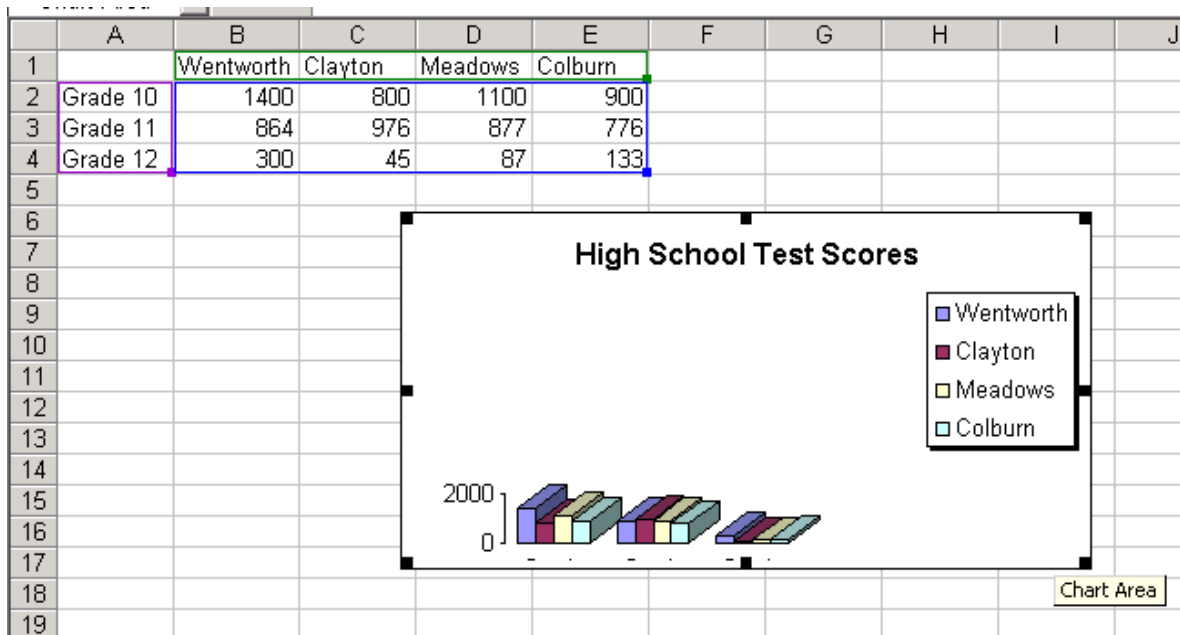 A B C D E F G H I J
1 Wentworth Clayton Meadows Colburn
2 Grade 10 1400 800 1100 900
3 Grade 11 864 976 877 776
4 Grade 12 300 45 87 133
5
6
7 High School Test Scores
8
9 Wentworth
10 Clayton
11
12 Meadows
13 Colburn
14
15 2000
16 0
17
18 Chart Area
19